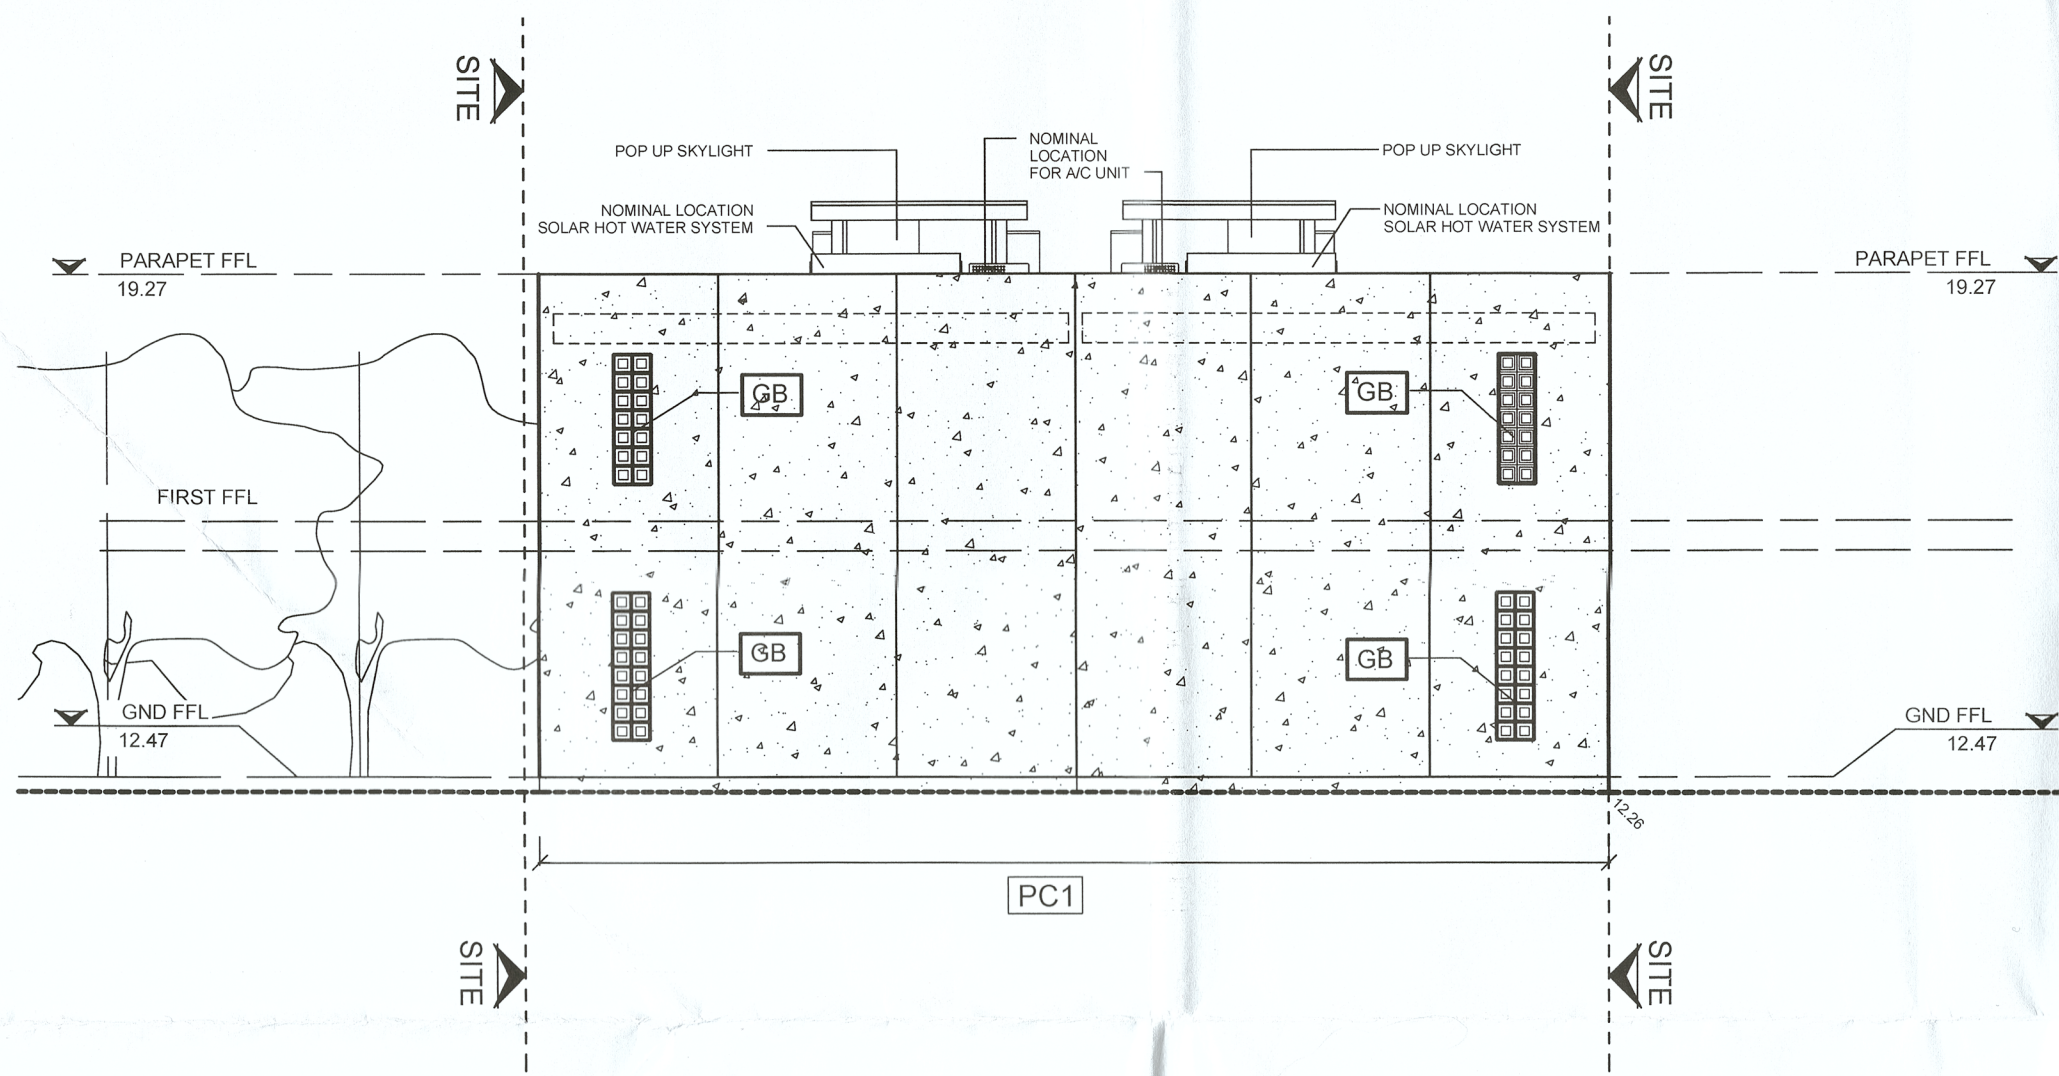 SITE
SITE
POP UP SKYLIGHT
NOMINAL
LOCATION
FOR A/C UNIT
POP UP SKYLIGHT
NOMINAL LOCATION
SOLAR HOT WATER SYSTEM
NOMINAL LOCATION
SOLAR HOT WATER SYSTEM
PARAPET FFL
19.27
PARAPET FFL
19.27
GB
GB
FIRST FFL
GB
GB
GND FFL
12.47
GND FFL
12.47
12.26
PC1
SITE
SITE